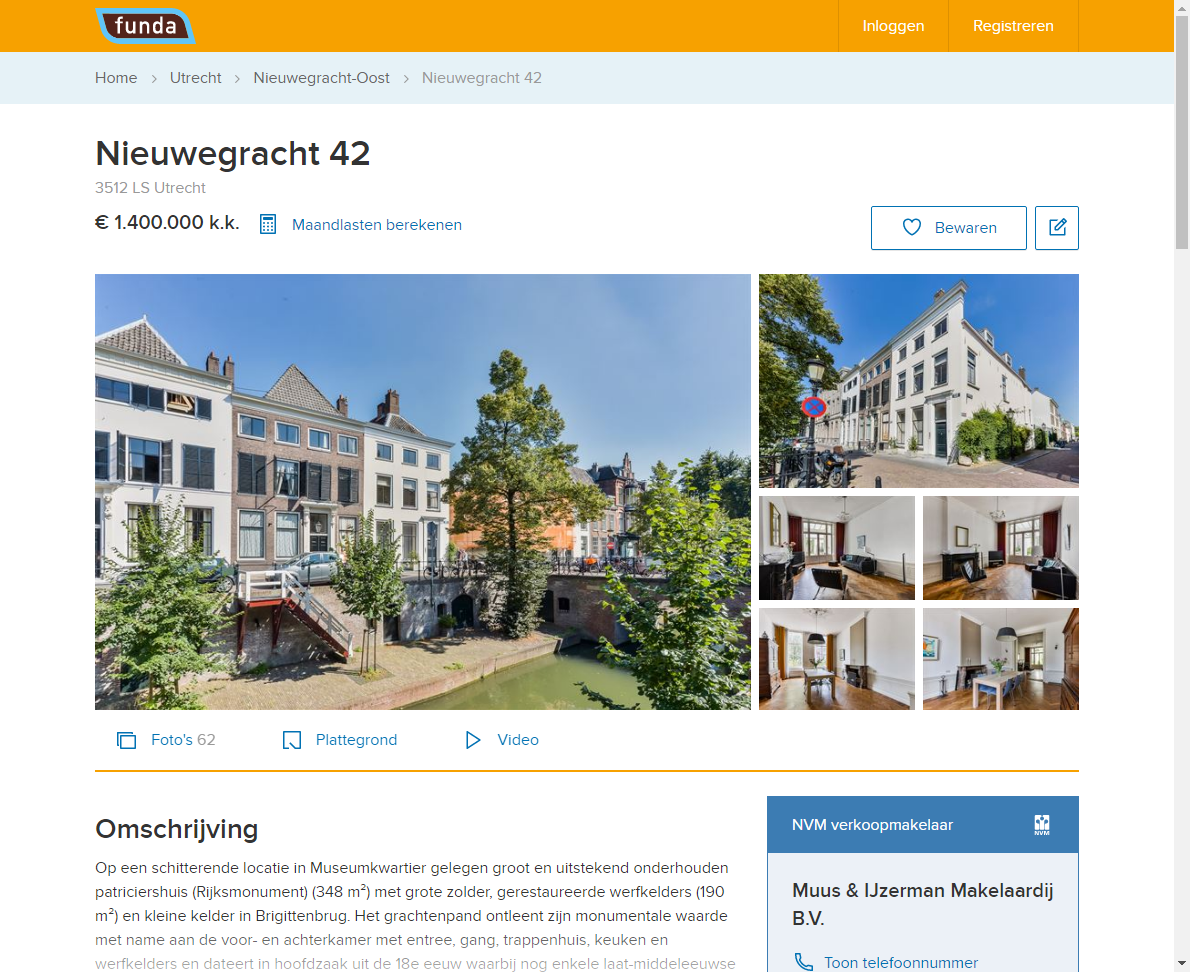 funda
Inloggen
Registreren
Home > Utrecht > Nieuwegracht-Oost > Nieuwegracht 42
Nieuwegracht 42
3512 LS Utrecht
€ 1.400.000 k.k.
Maandlasten berekenen
Bewaren
Foto's 62
Plattegrond
Video
Omschrijving
Op een schitterende locatie in Museumkwartier gelegen groot en uitstekend onderhouden
patriciershuis (Rijksmonument) (348 m²) met grote zolder, gerestaureerde werfkelders (190
m²) en kleine kelder in Brigittenbrug. Het grachtenpand ontleent zijn monumentale waarde
met name aan de voor- en achterkamer met entree, gang, trappenhuis, keuken en
werfkelders en dateert in hoofdzaak uit de 18e eeuw waarbij nog enkele laat-middeleeuwse
NVM verkoopmakelaar
NVM
Muus & IJzerman Makelaardij
B.V.
Toon telefoonnummer